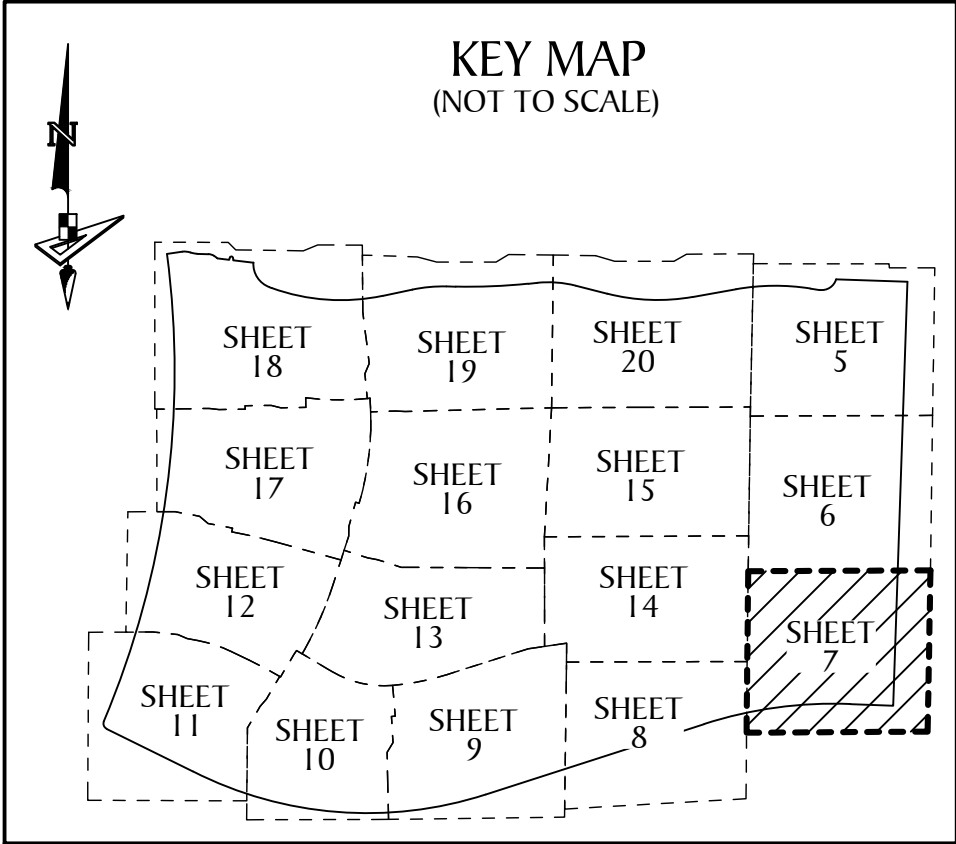 KEY MAP
(NOT TO SCALE)
N
SHEET
18
SHEET
19
SHEET
20
SHEET
5
SHEET
17
SHEET
16
SHEET
15
SHEET
6
SHEET
12
SHEET
13
SHEET
14
SHEET
7
SHEET
11
SHEET
10
SHEET
9
SHEET
8